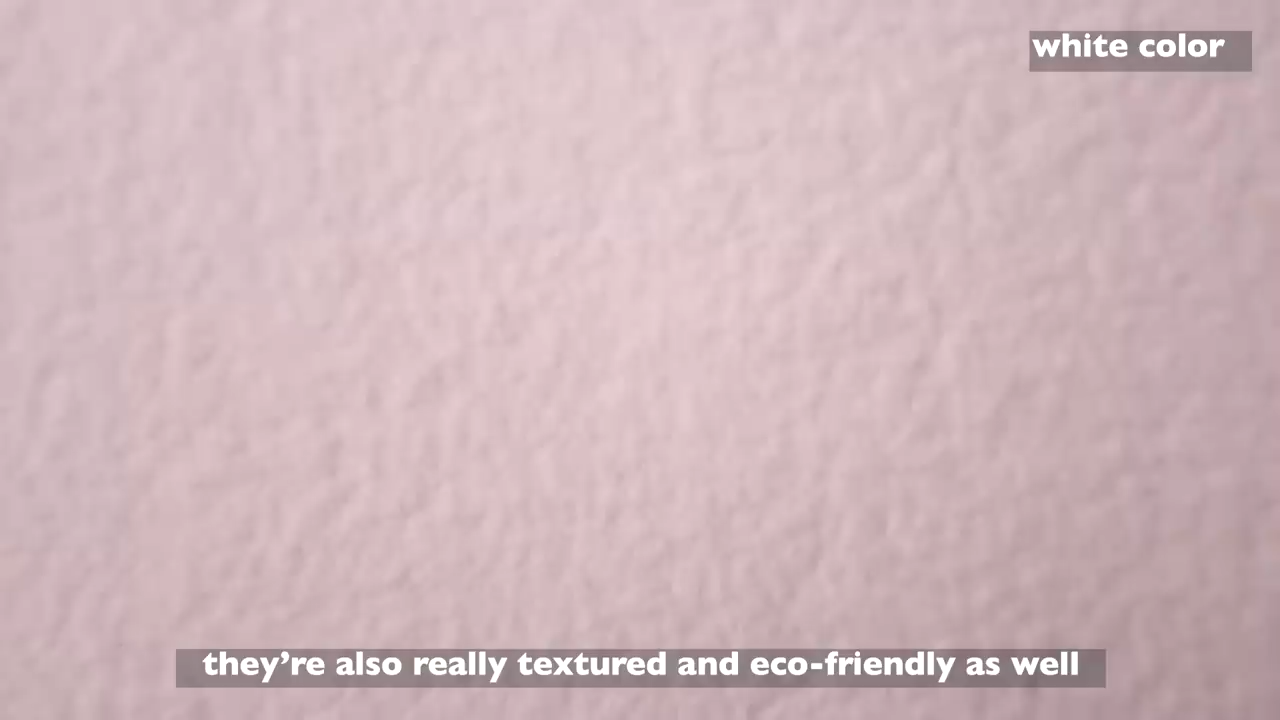 white color
they’re also really textured and eco-friendly as well